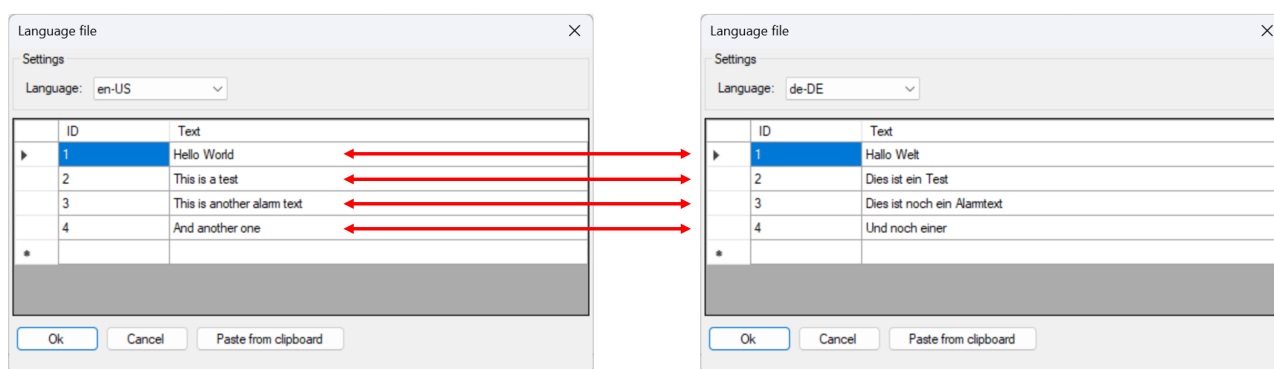 Language file
Settings
Language: en-US
ID Text
1 Hello World
2 This is a test
3 This is another alarm text
4 And another one
Ok Cancel Paste from clipboard
Language file
Settings
Language: de-DE
ID Text
1 Hallo Welt
2 Dies ist ein Test
3 Dies ist noch ein Alarmtext
4 Und noch einer
Ok Cancel Paste from clipboard